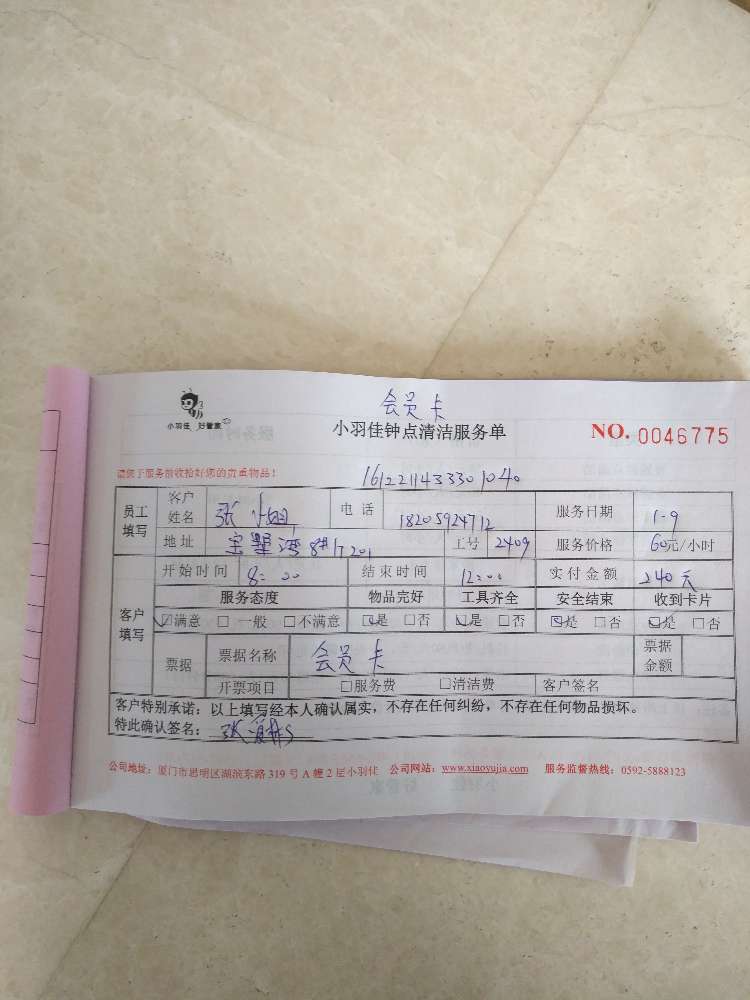 会员卡
小羽佳 好管家
小羽佳钟点清洁服务单
NO. 0046775
请您于服务前收拾好您的贵重物品！
1612211433301040
员工填写 客户姓名 张小姐 电话 18205924712 服务日期 1-9
地址 8#1201 工号 2409 服务价格 60元/小时
客户填写 开始时间 8:00 结束时间 12:00 实付金额 240元
服务态度 物品完好 工具齐全 安全结束 收到卡片
☑满意 □一般 □不满意 ☑是 □否 ☑是 □否 ☑是 □否 ☑是 □否
票据 票据名称 会员卡 票据金额
开票项目 □服务费 □清洁费 客户签名
客户特别承诺：以上填写经本人确认属实，不存在任何纠纷，不存在任何物品损坏。
特此确认签名：张
公司地址：厦门市思明区湖滨东路319号A幢2层小羽佳 公司网站：www.xiaoyujia.com 服务监督热线：0592-5888123